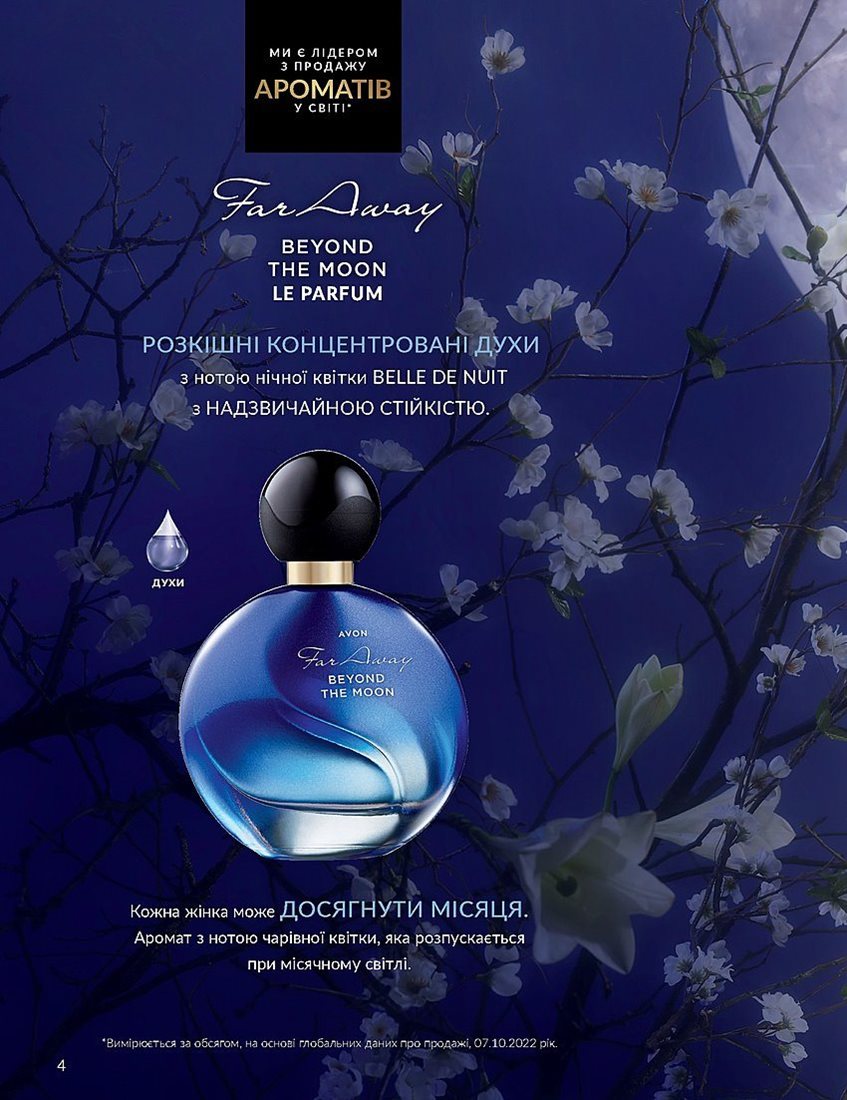 МИ Є ЛІДЕРОМ
З ПРОДАЖУ
АРОМАТІВ
У СВІТІ*
Far Away
BEYOND
THE MOON
LE PARFUM
РОЗКІШНІ КОНЦЕНТРОВАНІ ДУХИ
з нотою нічної квітки BELLE DE NUIT
з НАДЗВИЧАЙНОЮ СТІЙКІСТЮ.
ДУХИ
AVON
Far Away
BEYOND
THE MOON
Кожна жінка може ДОСЯГНУТИ МІСЯЦЯ.
Аромат з нотою чарівної квітки, яка розпускається
при місячному світлі.
*Вимірюється за обсягом, на основі глобальних даних про продажі, 07.10.2022 рік.
4